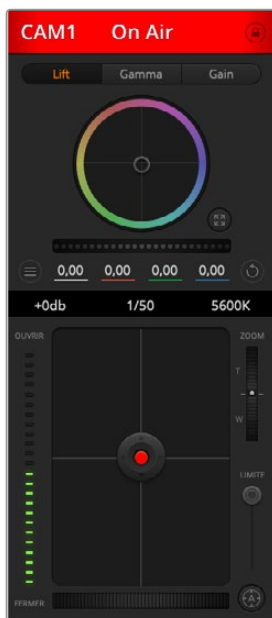 CAM1 On Air
Lift Gamma Gain
0,00 0,00 0,00 0,00
+0db 1/50 5600K
OUVRIR ZOOM
T
W
LIMITE
FERMER A